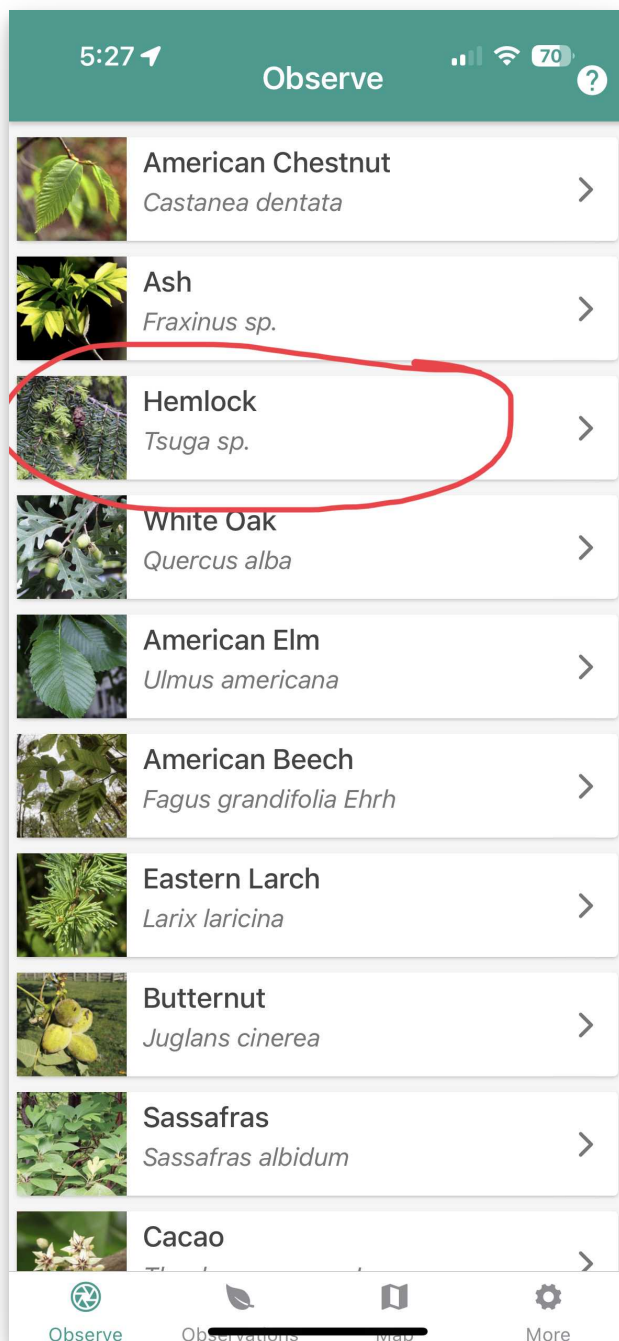 5:27
70
Observe
?
American Chestnut
Castanea dentata
Ash
Fraxinus sp.
Hemlock
Tsuga sp.
White Oak
Quercus alba
American Elm
Ulmus americana
American Beech
Fagus grandifolia Ehrh
Eastern Larch
Larix laricina
Butternut
Juglans cinerea
Sassafras
Sassafras albidum
Cacao
Observe
Observations
Map
More